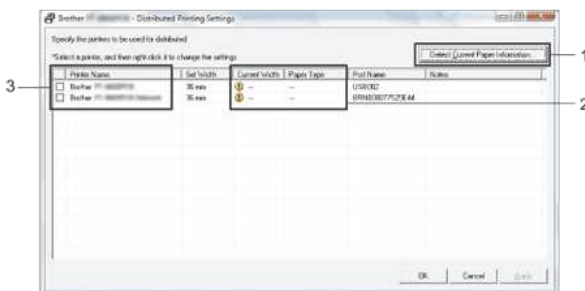 Brother - Distributed Printing Settings
Specify the printers to be used for distributed
*Select a printer, and then right-click it to change the settings.
Detect Current Paper Information...
1
Printer Name Set Width Current Width Paper Type Port Name Notes
3
Brother 36 mm -- -- USB002
Brother 36 mm -- --
2
OK Cancel Apply